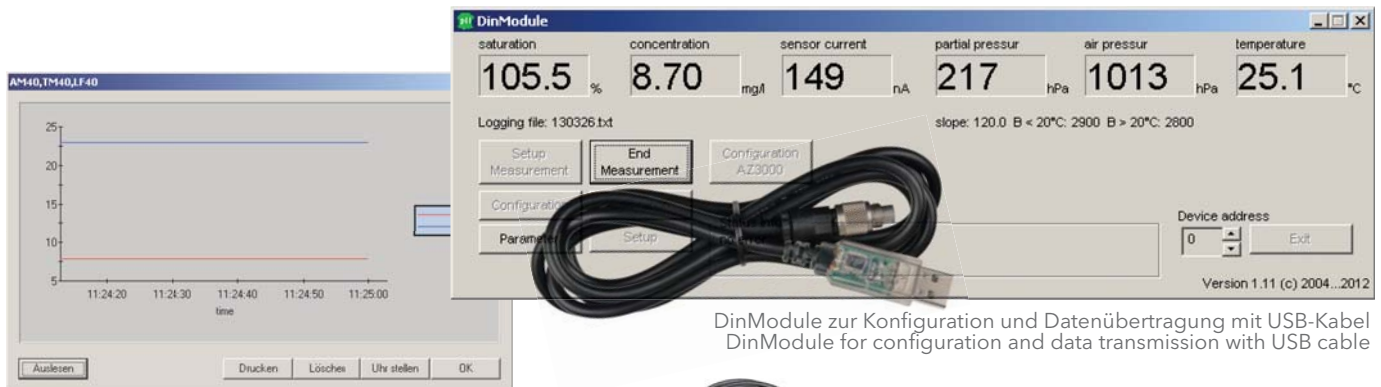 DinModule
saturation concentration sensor current partial pressur air pressur temperature
105.5 % 8.70 mg/l 149 nA 217 hPa 1013 hPa 25.1 °C
Logging file: 130326.txt slope: 120.0 B < 20°C: 2900 B > 20°C: 2800
Setup Measurement
End Measurement
Configuration AZ3000
Configuration
Parameter
Setup
Device address
0
Exit
Version 1.11 (c) 2004...2012
AM40,TM40,LF40
25
20
15
10
5
11:24:20 11:24:30 11:24:40 11:24:50 11:25:00
time
Auslesen Drucken Löschen Uhr stellen OK
DinModule zur Konfiguration und Datenübertragung mit USB-Kabel
DinModule for configuration and data transmission with USB cable